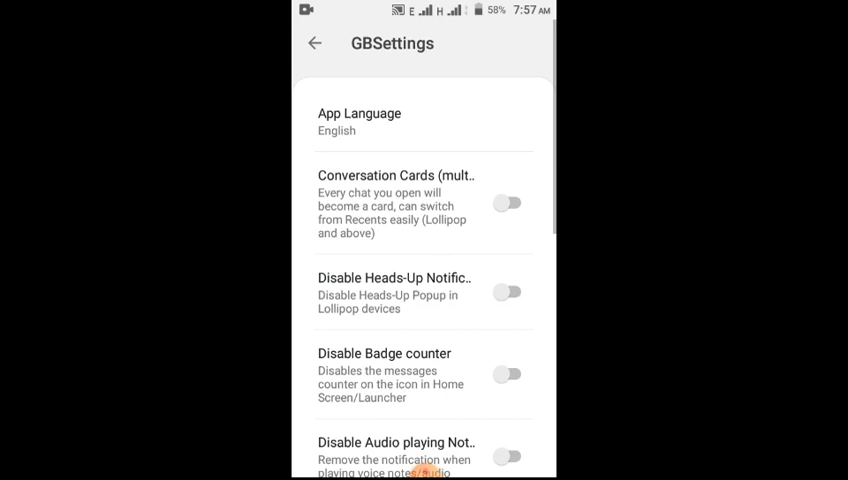 E H 58% 7:57 AM
GBSettings
App Language
English
Conversation Cards (mult..
Every chat you open will
become a card, can switch
from Recents easily (Lollipop
and above)
Disable Heads-Up Notific..
Disable Heads-Up Popup in
Lollipop devices
Disable Badge counter
Disables the messages
counter on the icon in Home
Screen/Launcher
Disable Audio playing Not..
Remove the notification when
playing voice notes/audio